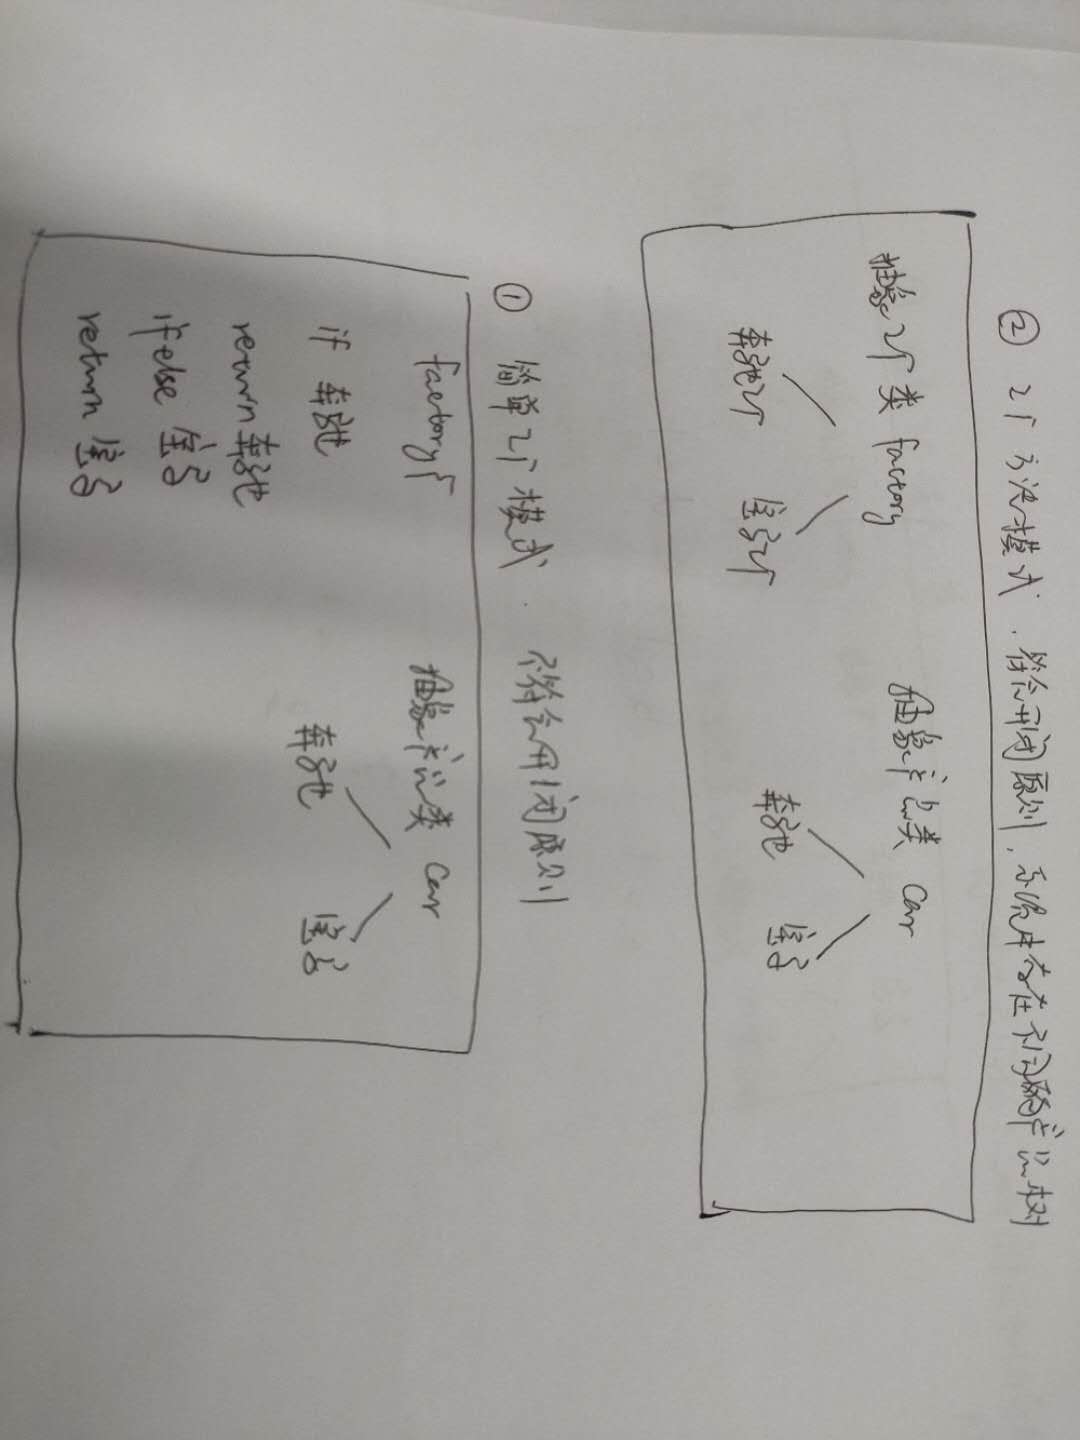 ② 工厂方法模式．符合开闭原则，系统中存在不同的产品树
抽象工厂类 factory
抽象产品类 Car
奔驰工厂 宝马工厂
奔驰 宝马
① 简单工厂模式． 不符合开闭原则
factory{
抽象产品类 Car
if 奔驰
return 奔驰
if else 宝马
return 宝马
奔驰 宝马